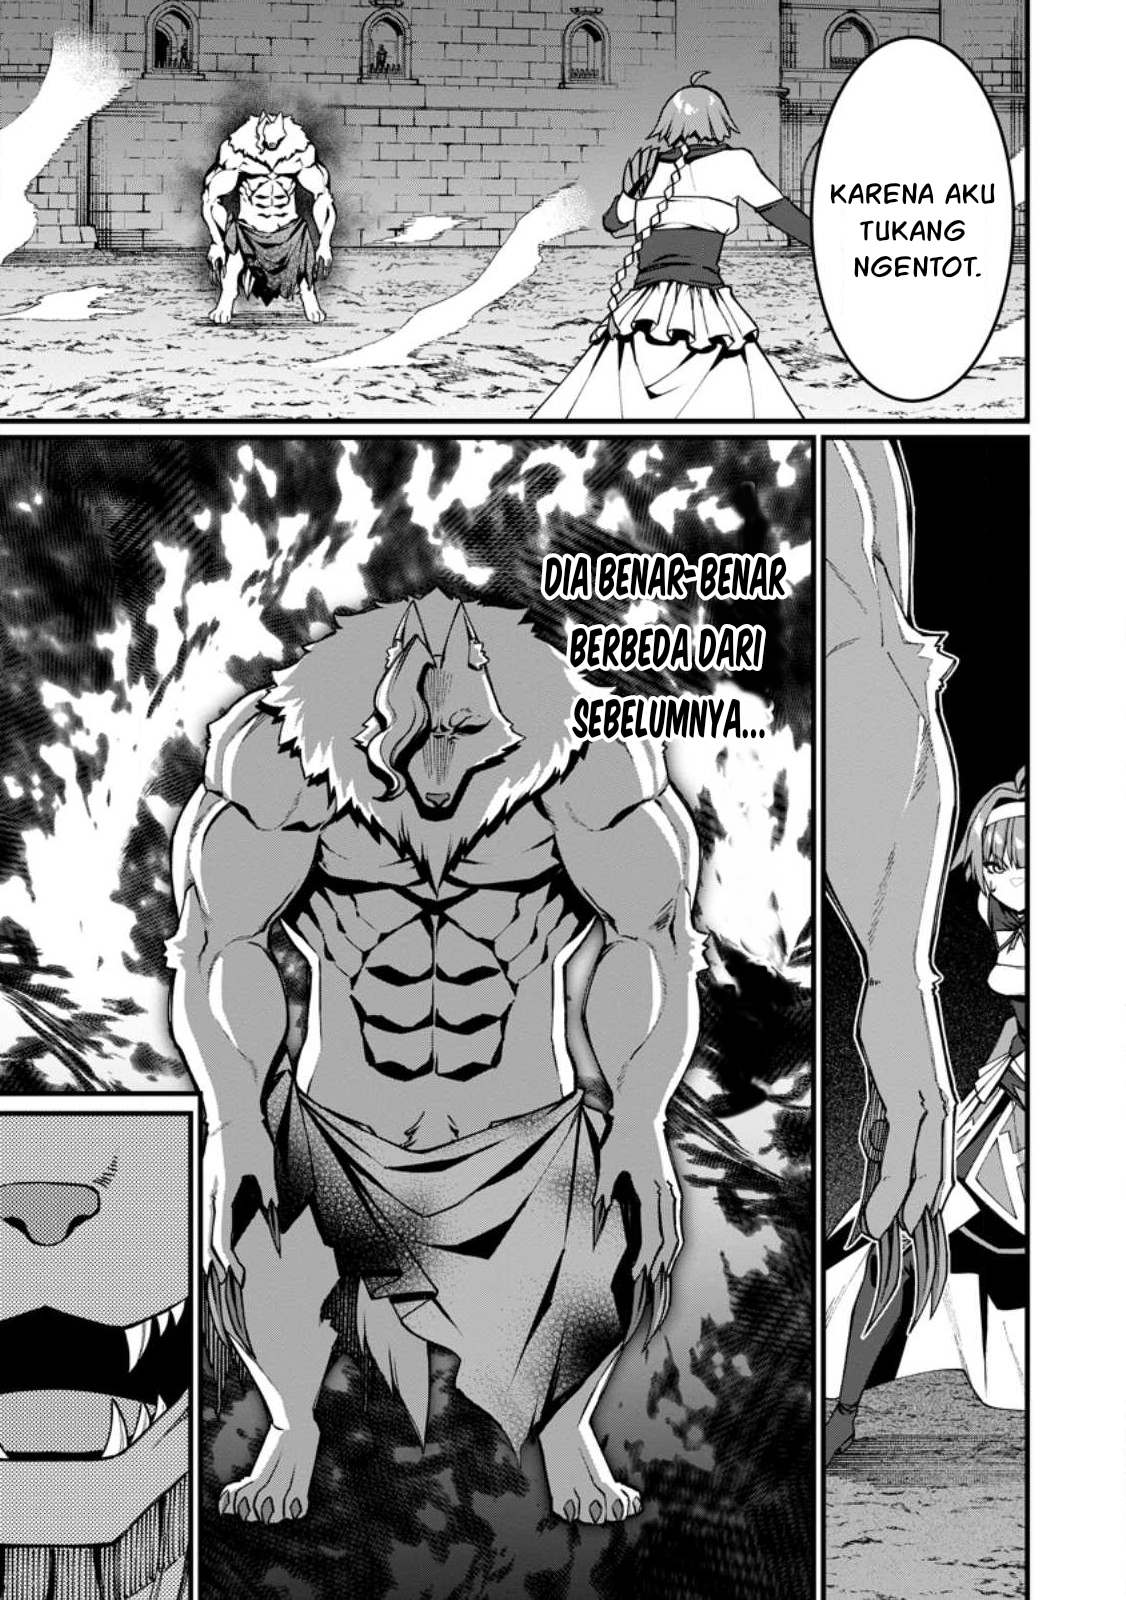 KARENA AKU
TUKANG
NGENTOT.
DIA BENAR-BENAR
BERBEDA DARI
SEBELUMNYA...